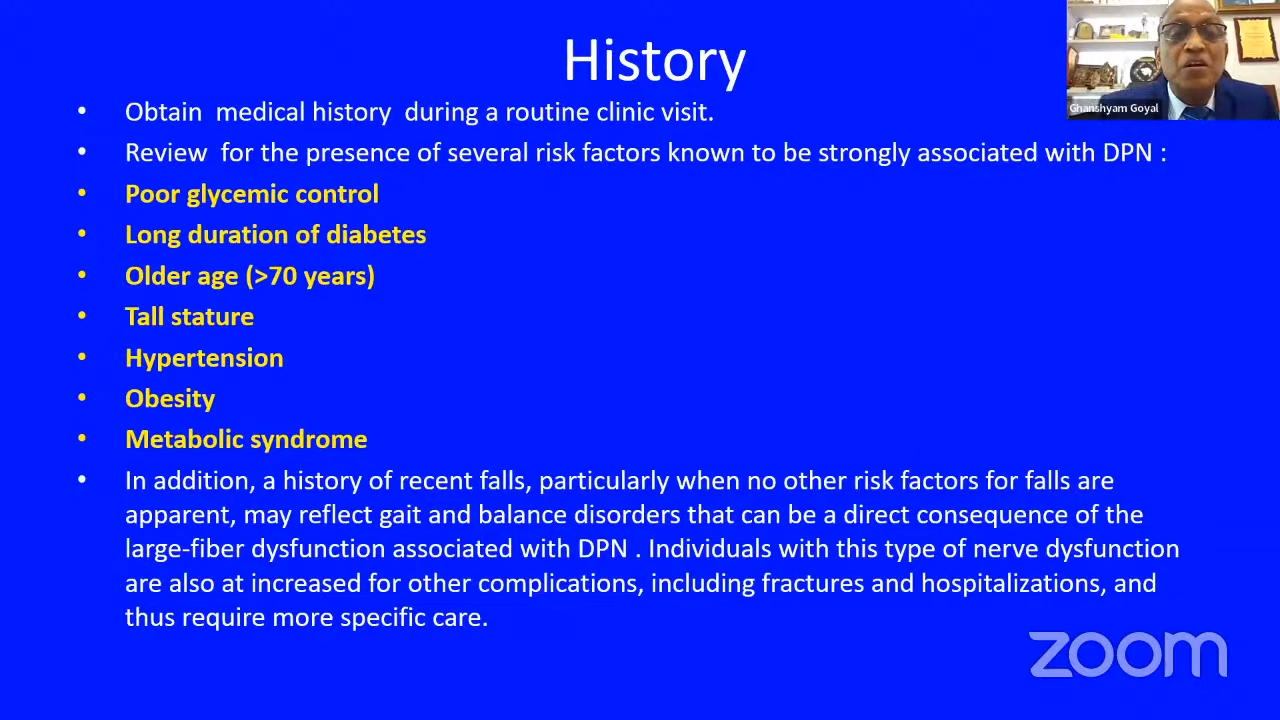 History
Ghanshyam Goyal
• Obtain medical history during a routine clinic visit.
• Review for the presence of several risk factors known to be strongly associated with DPN :
• Poor glycemic control
• Long duration of diabetes
• Older age (>70 years)
• Tall stature
• Hypertension
• Obesity
• Metabolic syndrome
• In addition, a history of recent falls, particularly when no other risk factors for falls are
apparent, may reflect gait and balance disorders that can be a direct consequence of the
large-fiber dysfunction associated with DPN . Individuals with this type of nerve dysfunction
are also at increased for other complications, including fractures and hospitalizations, and
thus require more specific care.
zoom